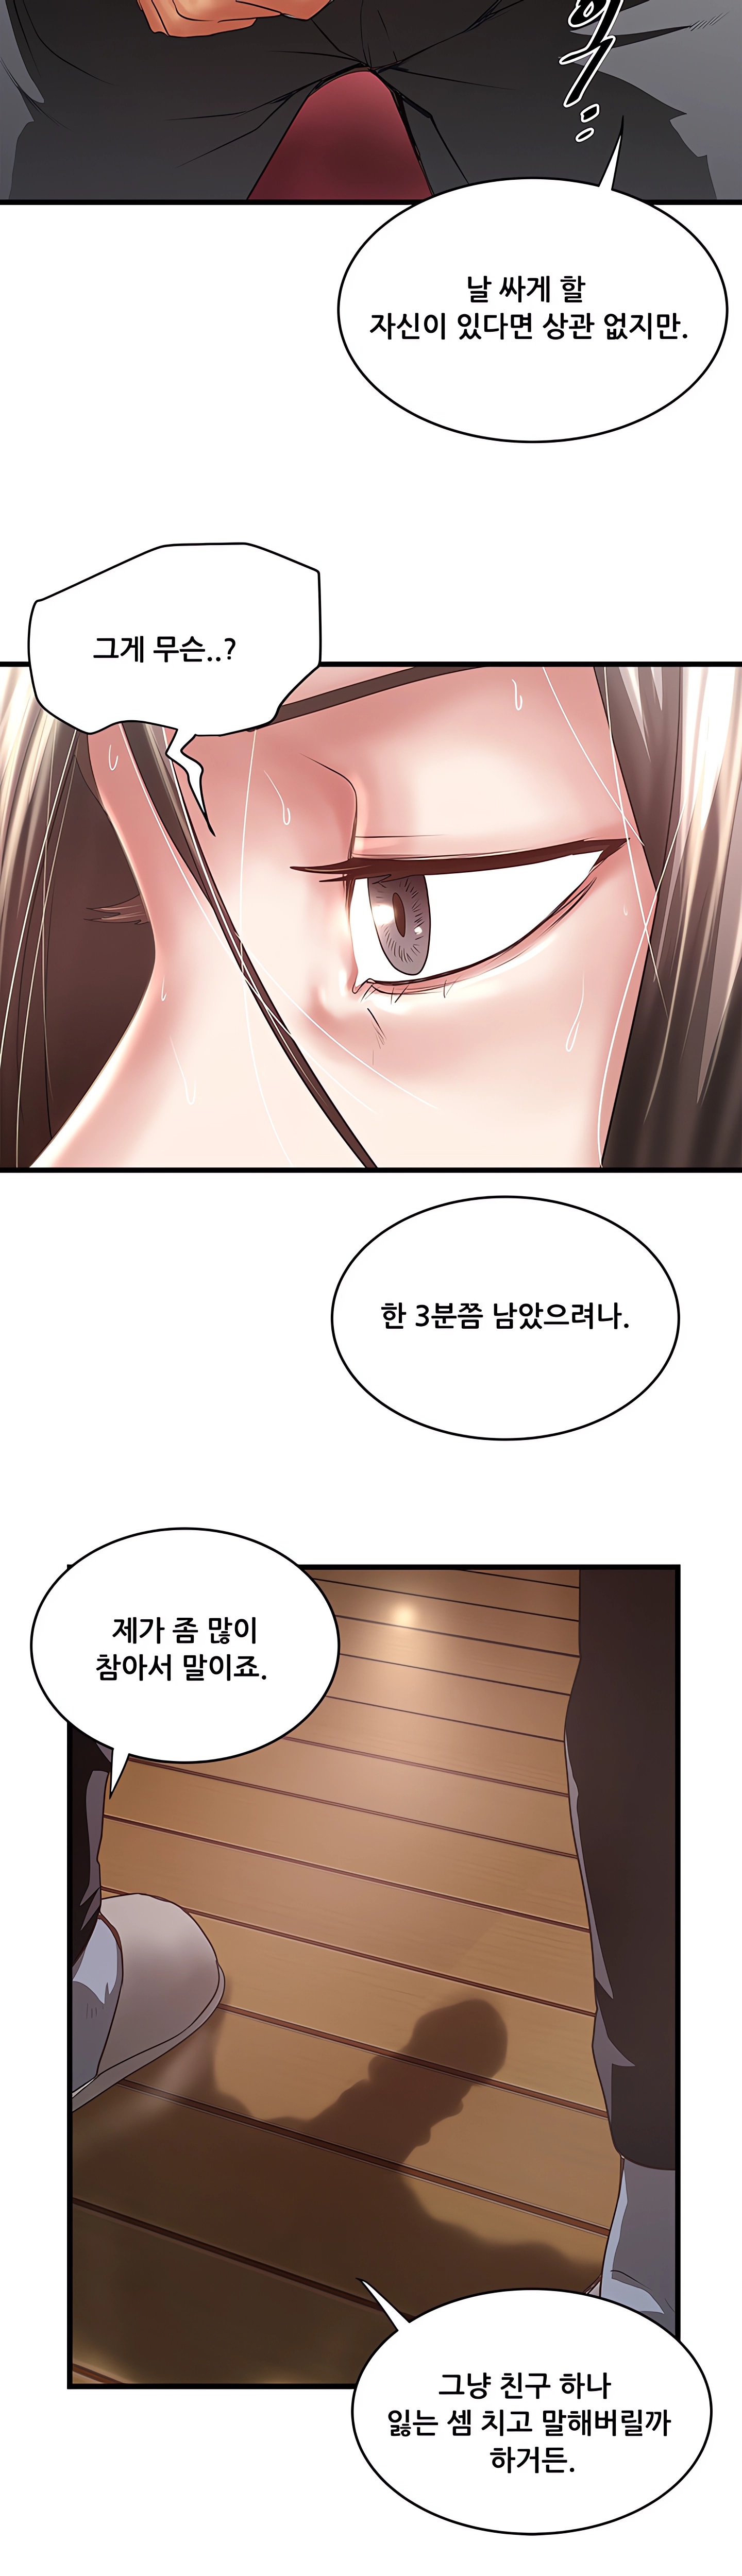 날 싸게 할
자신이 있다면 상관 없지만.
그게 무슨..?
한 3분쯤 남았으려나.
제가 좀 많이
참아서 말이죠.
그냥 친구 하나
잃는 셈 치고 말해버릴까
하거든.